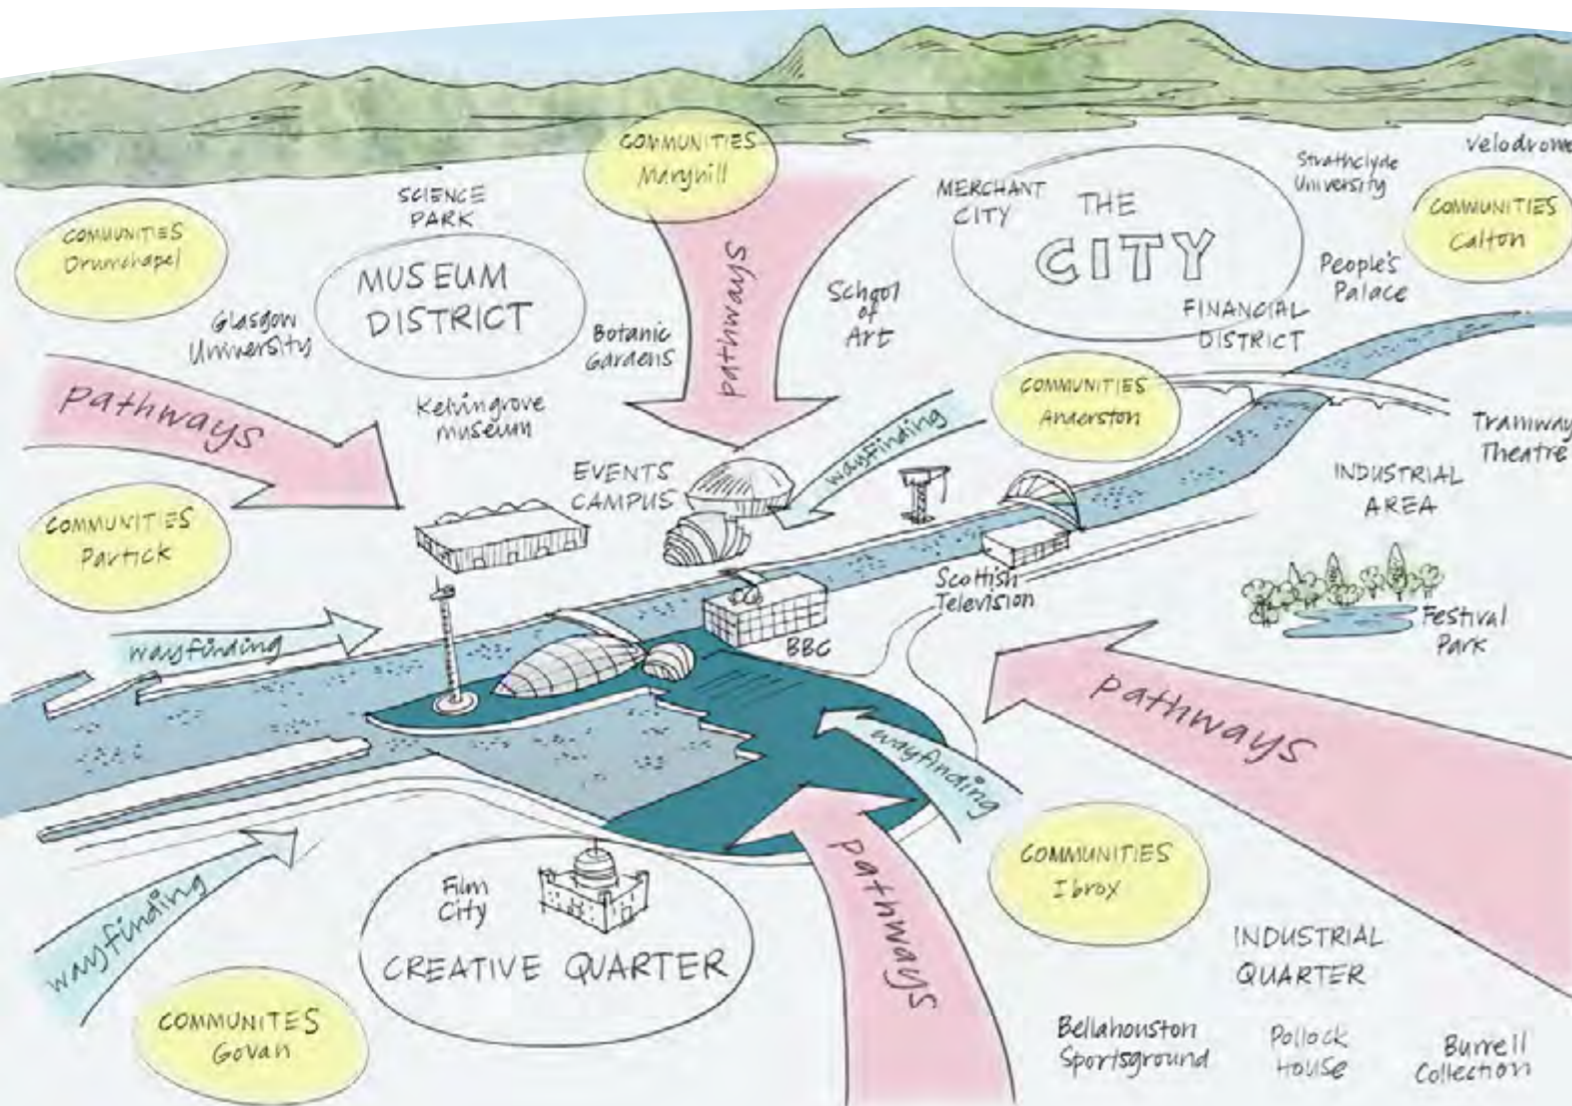 velodrome
COMMUNITIES
Maryhill
Strathclyde
University
SCIENCE
PARK
MERCHANT
CITY
THE
CITY
COMMUNITIES
Calton
COMMUNITIES
Drumchapel
MUSEUM
DISTRICT
pathways
People's
Palace
School
of
Art
Glasgow
University
Botanic
Gardens
FINANCIAL
DISTRICT
pathways
Kelvingrove
museum
COMMUNITIES
Anderston
wayfinding
Tramway
Theatre
EVENTS
CAMPUS
INDUSTRIAL
AREA
COMMUNITIES
Partick
Scottish
Television
wayfinding
BBC
Festival
Park
pathways
wayfinding
wayfinding
pathways
COMMUNITIES
Ibrox
Film
City
CREATIVE QUARTER
INDUSTRIAL
QUARTER
COMMUNITES
Govan
Bellahouston
Sportsground
Pollock
House
Burrell
Collection